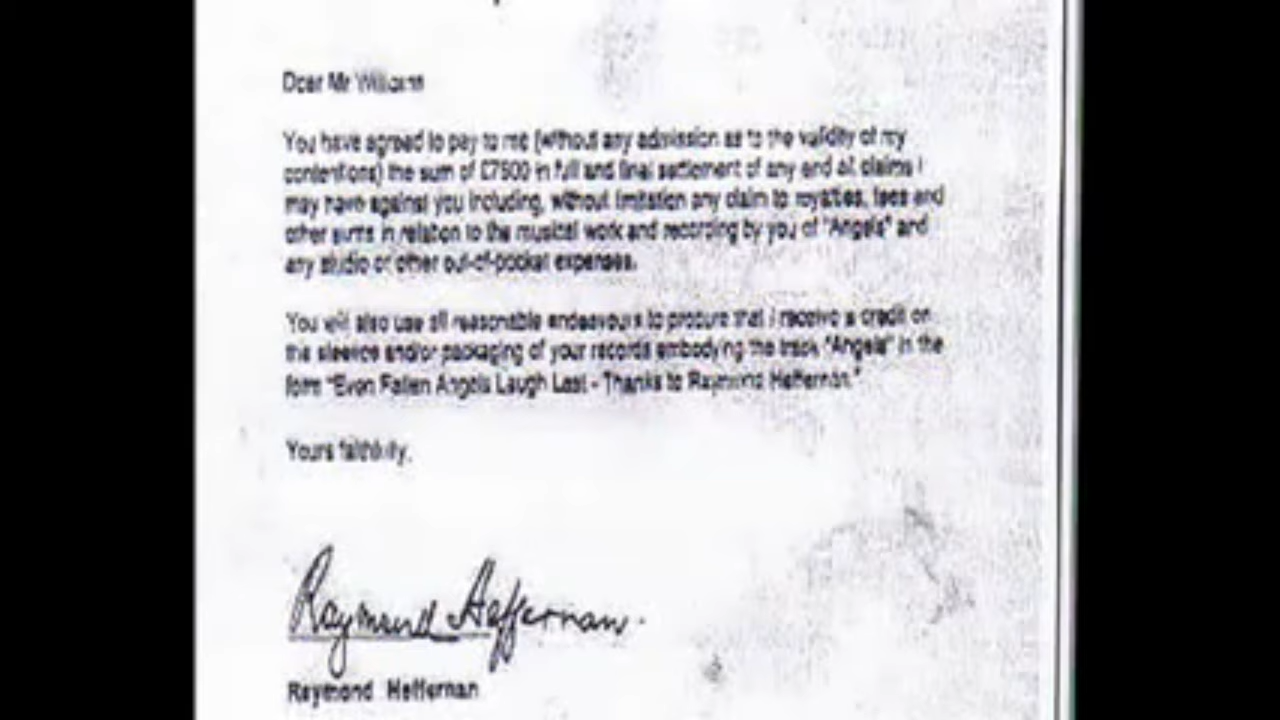 Dear Mr Williams
You have agreed to pay to me (without any admission as to the validity of my
contentions) the sum of £7500 in full and final settlement of any and all claims I
may have against you including, without limitation any claim to royalties, fees and
other sums in relation to the musical work and recording by you of "Angels" and
any studio or other out-of-pocket expenses.
You will also use all reasonable endeavours to procure that I receive a credit on
the sleeve and/or packaging of your records embodying the track "Angels" in the
form "Even Fallen Angels Laugh Last - Thanks to Raymond Heffernan."
Yours faithfully,
Raymond Heffernan.
Raymond Heffernan